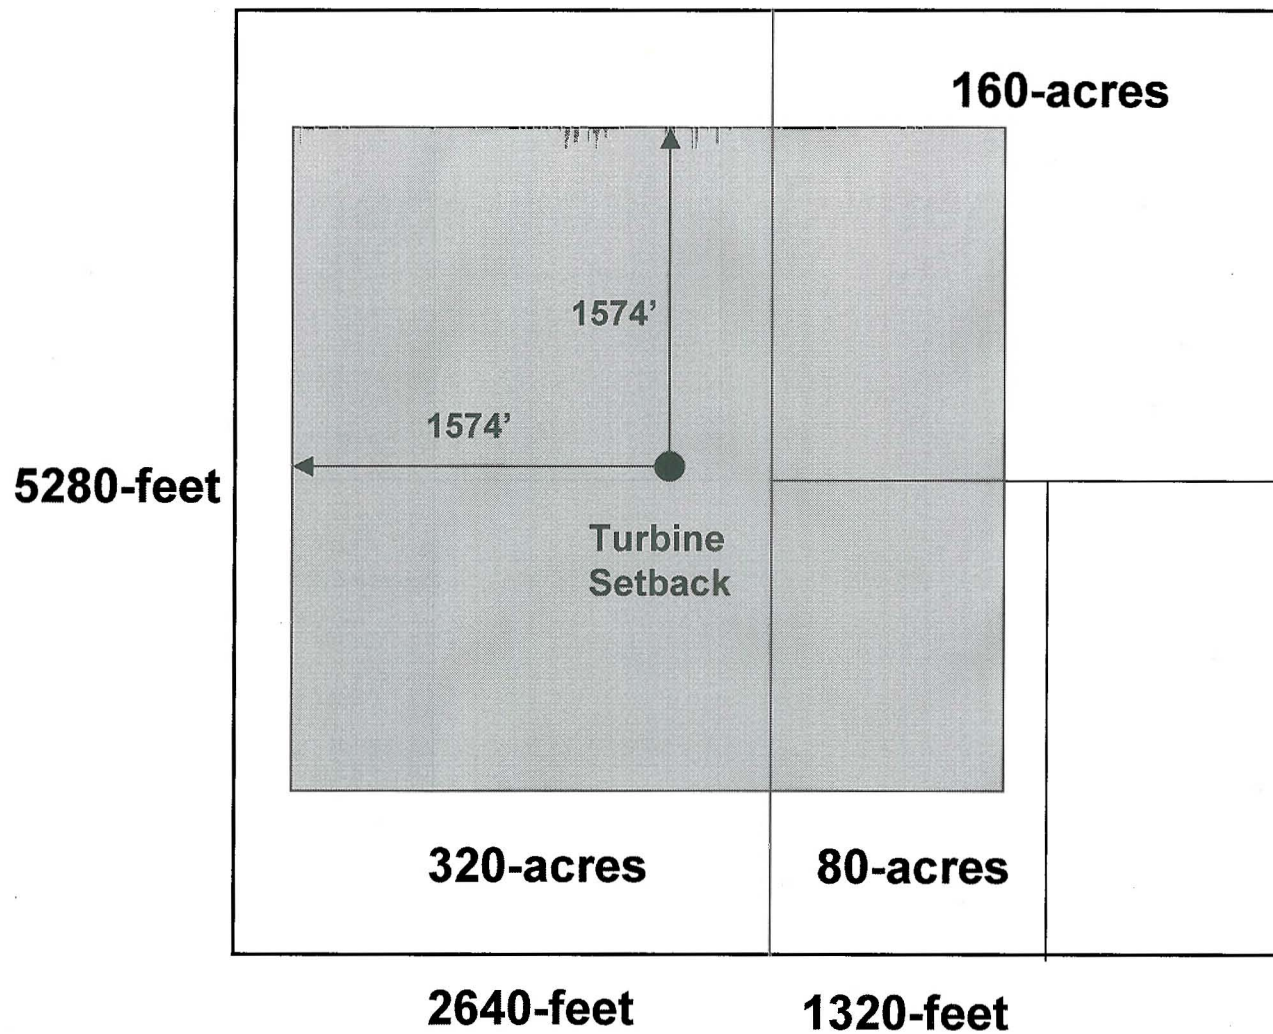 160-acres
1574’
1574’
5280-feet
Turbine
Setback
320-acres
80-acres
2640-feet
1320-feet